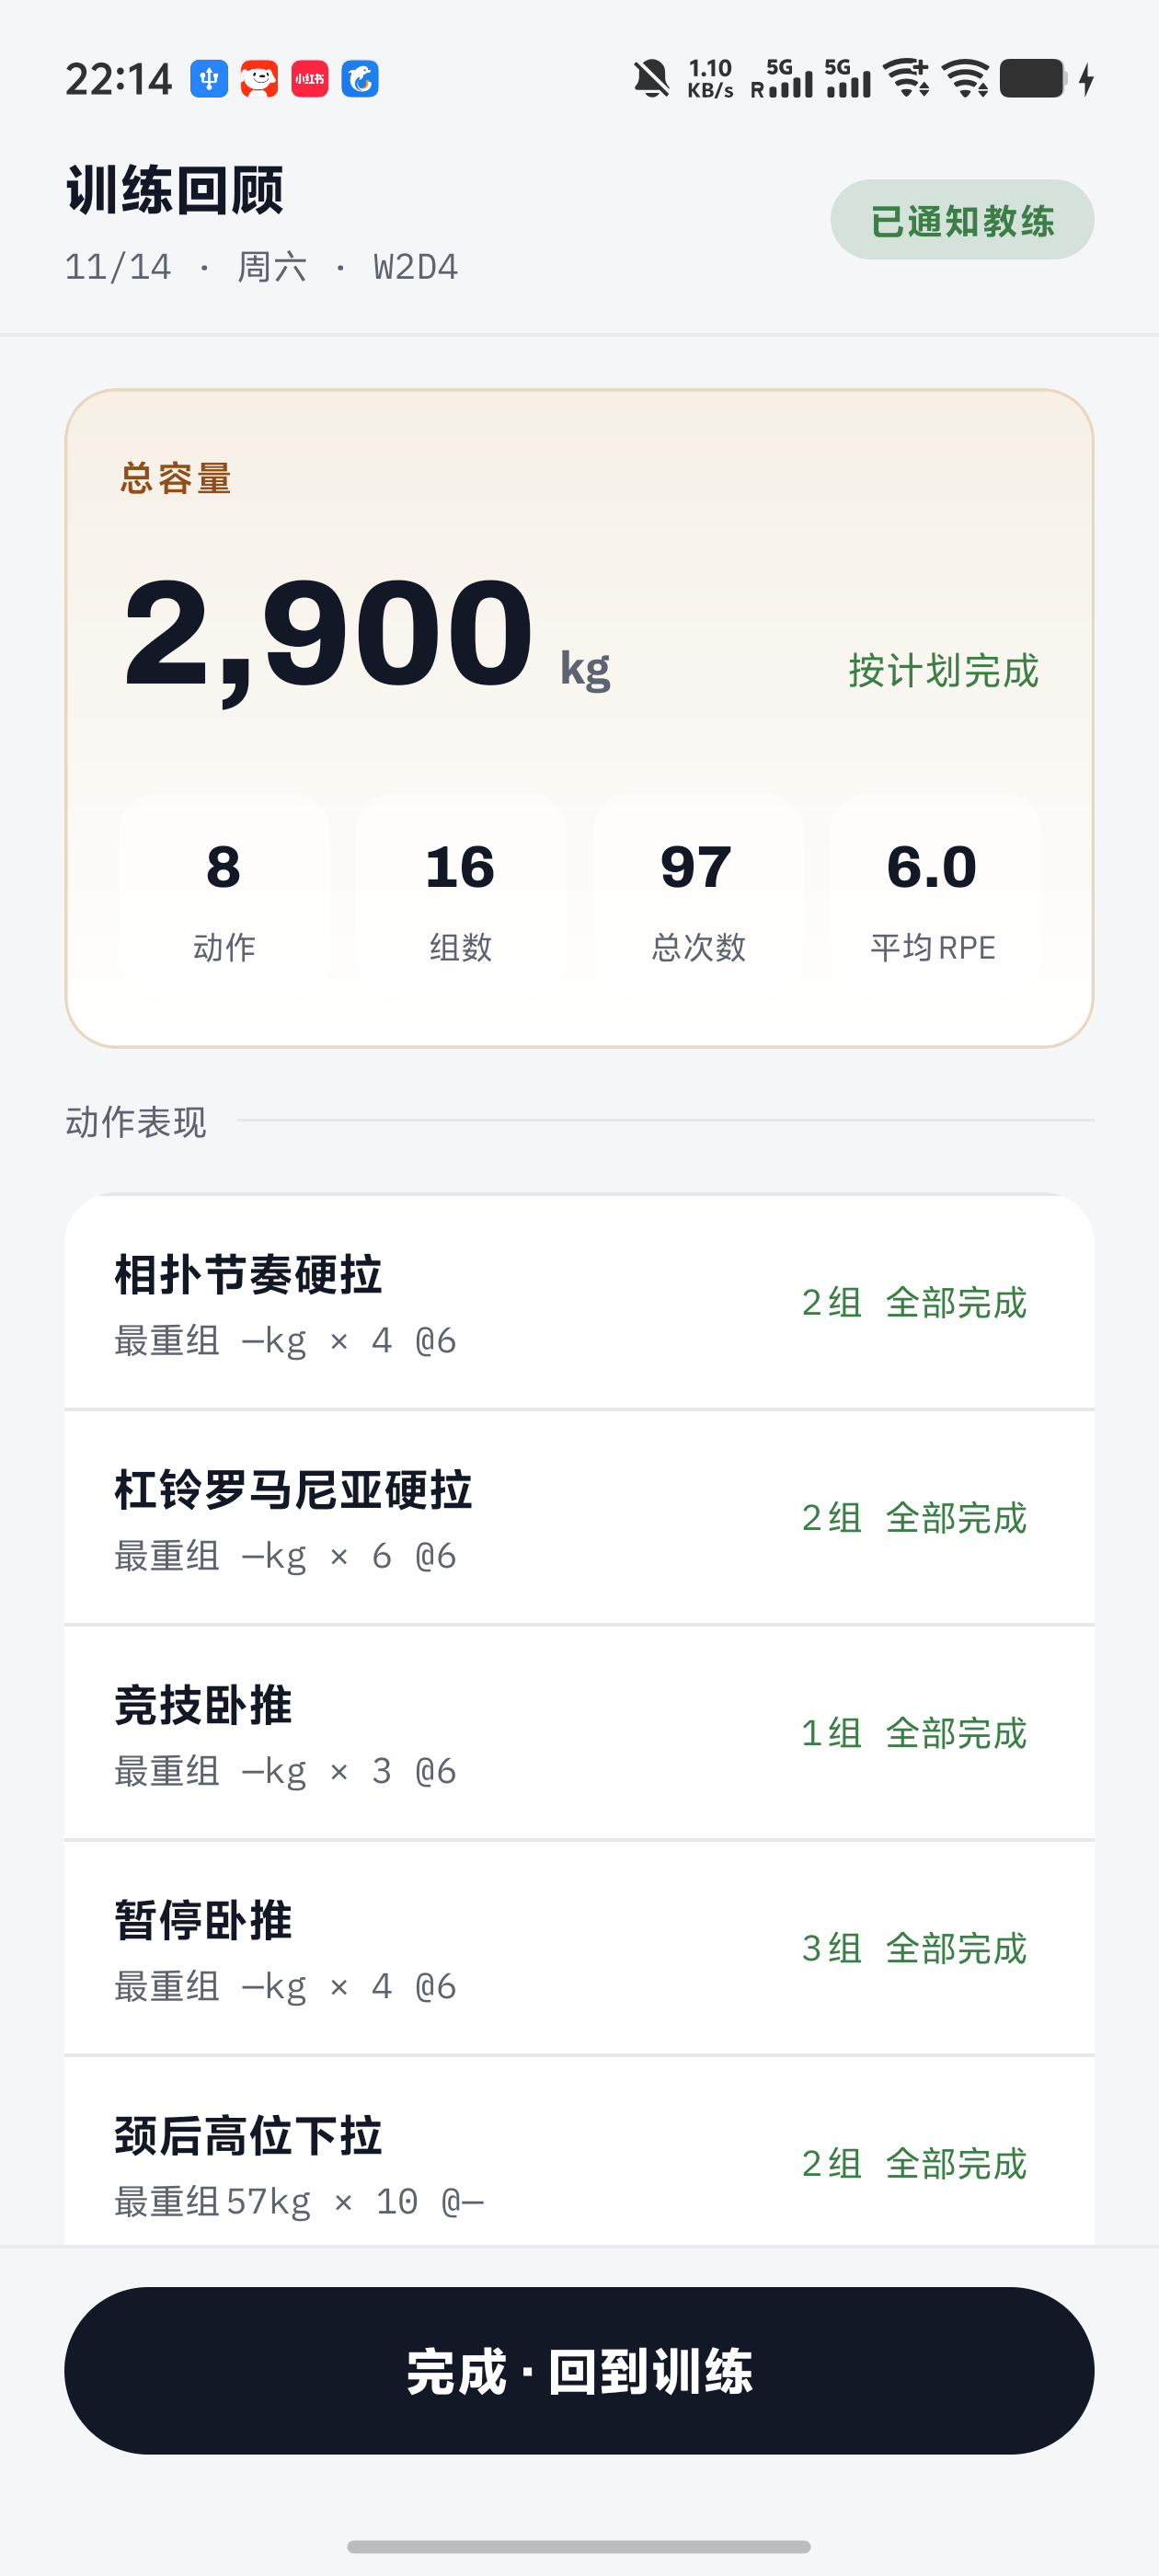 22:14 小红书 1.10 KB/s R 5G 5G
训练回顾
已通知教练
11/14 · 周六 · W2D4
总容量
2,900 kg
按计划完成
8 16 97 6.0
动作 组数 总次数 平均RPE
动作表现
相扑节奏硬拉
最重组 —kg × 4 @6
2组 全部完成
杠铃罗马尼亚硬拉
最重组 —kg × 6 @6
2组 全部完成
竞技卧推
最重组 —kg × 3 @6
1组 全部完成
暂停卧推
最重组 —kg × 4 @6
3组 全部完成
颈后高位下拉
最重组57kg × 10 @—
2组 全部完成
完成 · 回到训练